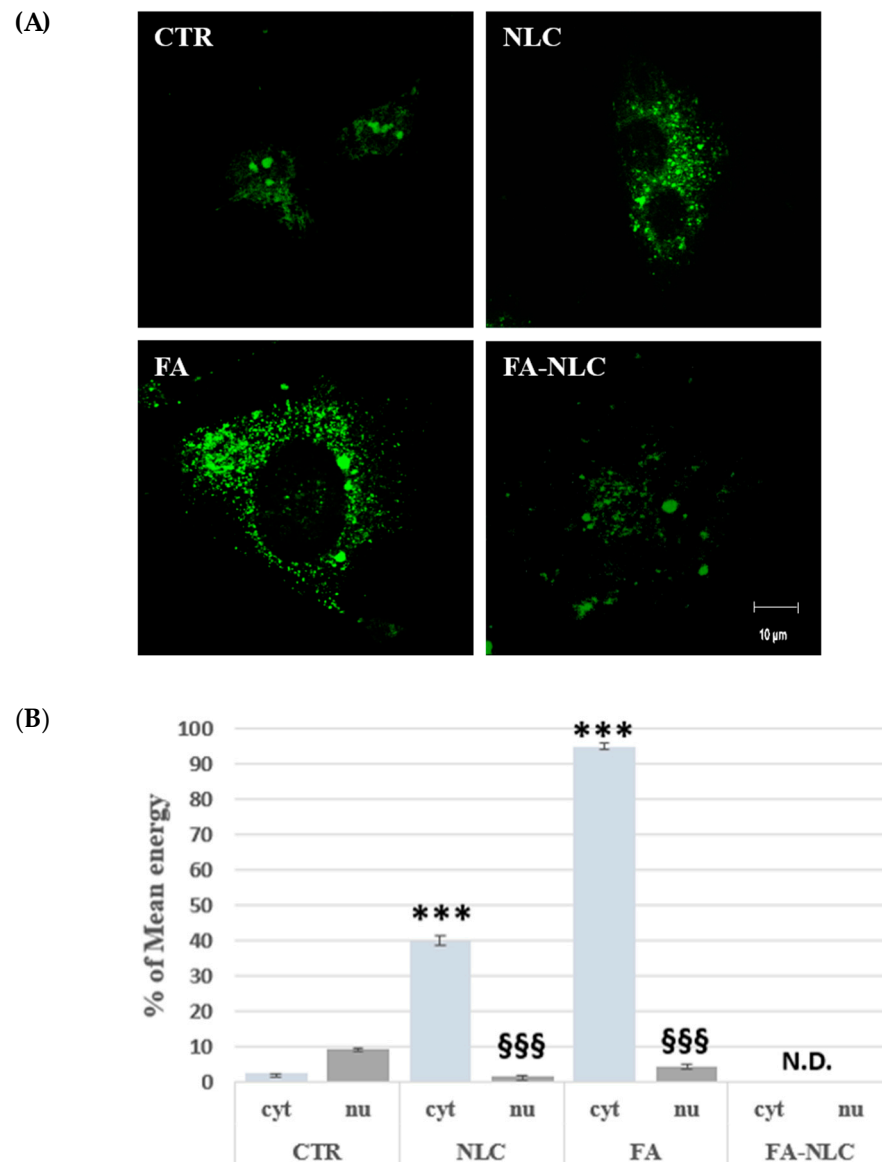 (A)
CTR
NLC
FA
FA-NLC
10 µm
(B)
% of Mean energy
100
90
80
70
60
50
40
30
20
10
0
***
§§§
***
§§§
N.D.
cyt nu cyt nu cyt nu cyt nu
CTR NLC FA FA-NLC